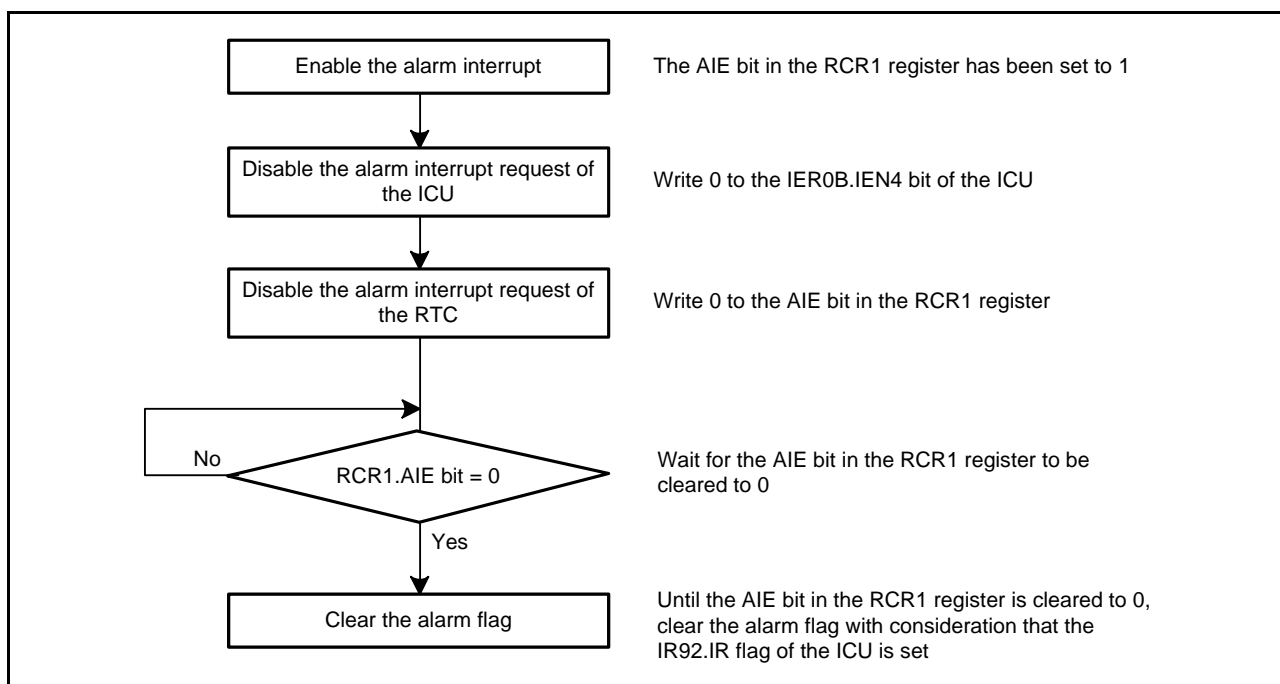 Enable the alarm interrupt
The AIE bit in the RCR1 register has been set to 1
Disable the alarm interrupt request of
the ICU
Write 0 to the IER0B.IEN4 bit of the ICU
Disable the alarm interrupt request of
the RTC
Write 0 to the AIE bit in the RCR1 register
No
RCR1.AIE bit = 0
Wait for the AIE bit in the RCR1 register to be
cleared to 0
Yes
Clear the alarm flag
Until the AIE bit in the RCR1 register is cleared to 0,
clear the alarm flag with consideration that the
IR92.IR flag of the ICU is set